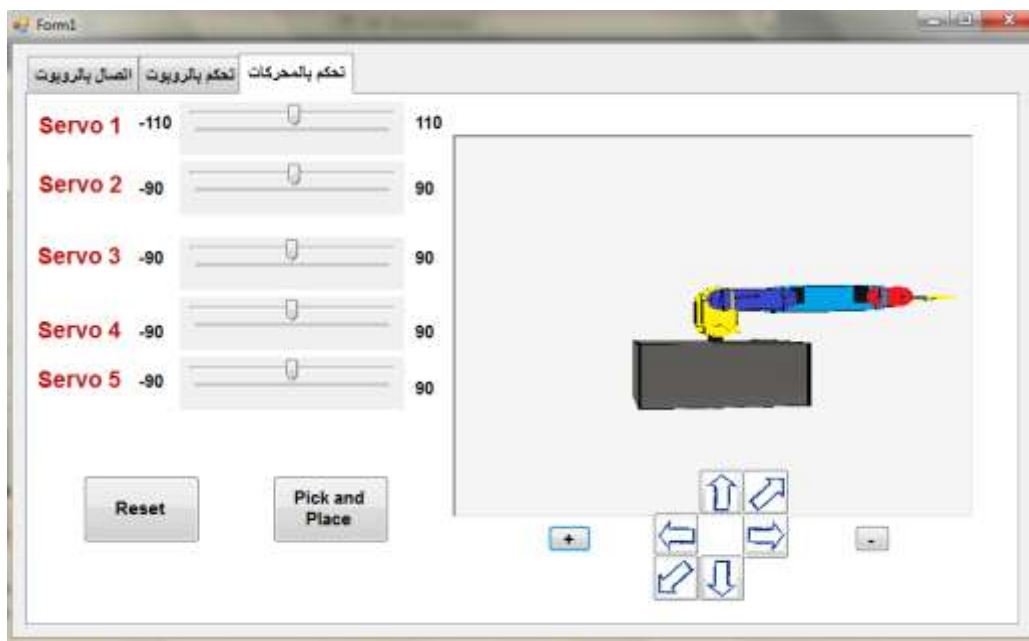 Form1
تحكم بالمحركات
تحكم بالروبوت
اتصال بالروبوت
Servo 1 -110 110
Servo 2 -90 90
Servo 3 -90 90
Servo 4 -90 90
Servo 5 -90 90
Reset
Pick and
Place
+
-